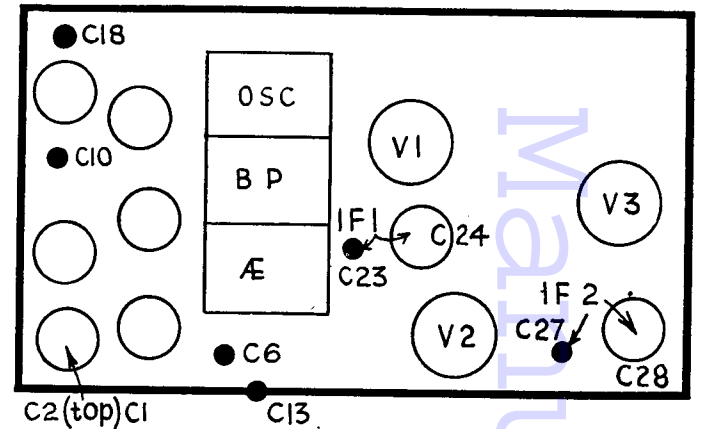 C18
OSC
C10
V1
BP
V3
IF1
C24
Æ
C23
IF 2
C27
V2
C6
C28
C2(top)C1
C13
Manu